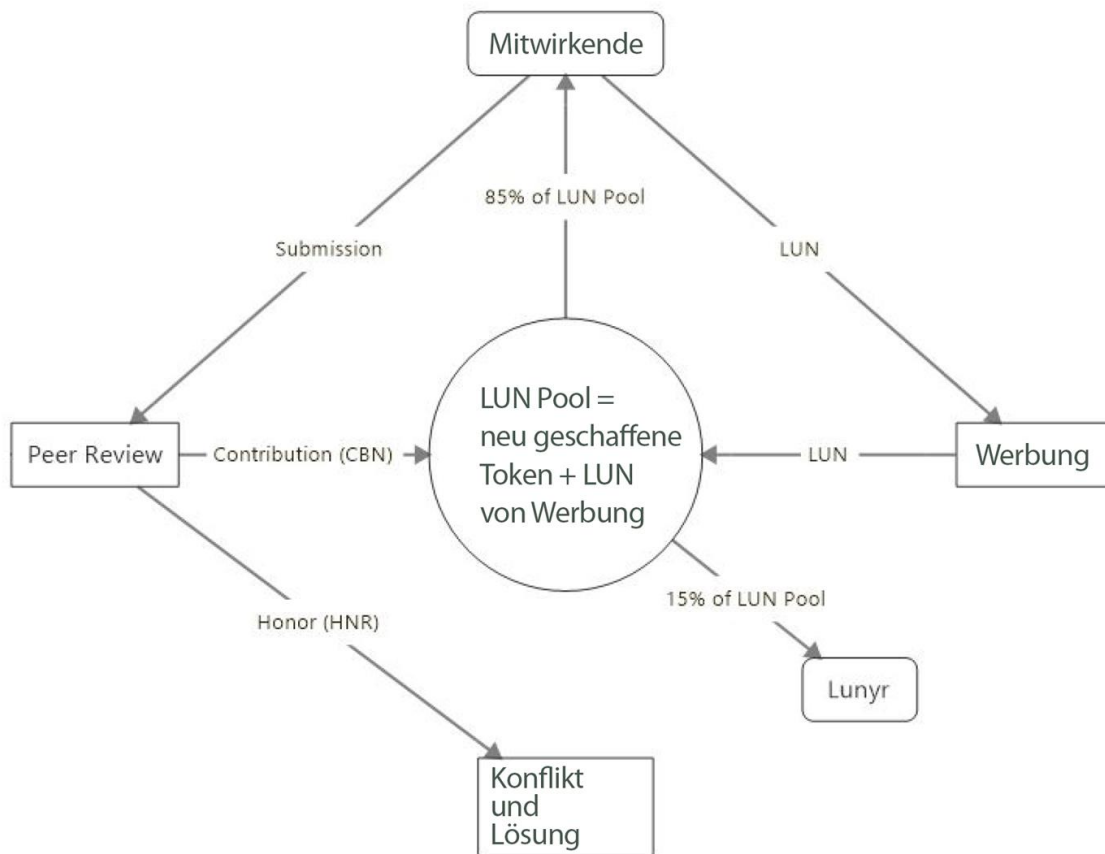 Mitwirkende
85% of LUN Pool
Submission
LUN
LUN Pool =
neu geschaffene
Token + LUN
von Werbung
Peer Review
Contribution (CBN)
LUN
Werbung
15% of LUN Pool
Honor (HNR)
Lunyr
Konflikt
und
Lösung